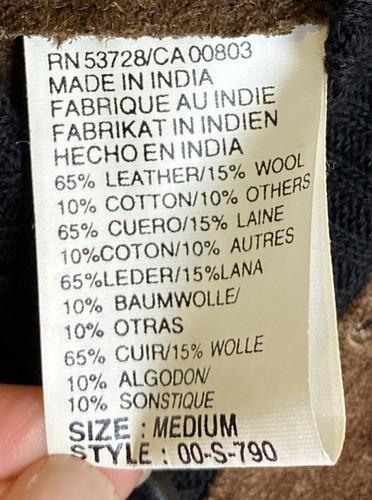 RN 53728/CA 00803
MADE IN INDIA
FABRIQUE AU INDIE
FABRIKAT IN INDIEN
HECHO EN INDIA
65% LEATHER/15% WOOL
10% COTTON/10% OTHERS
65% CUERO/15% LAINE
10%COTON/10% AUTRES
65%LEDER/15%LANA
10% BAUMWOLLE/
10% OTRAS
65% CUIR/15% WOLLE
10% ALGODON/
10% SONSTIQUE
SIZE : MEDIUM
STYLE : 00-S-790